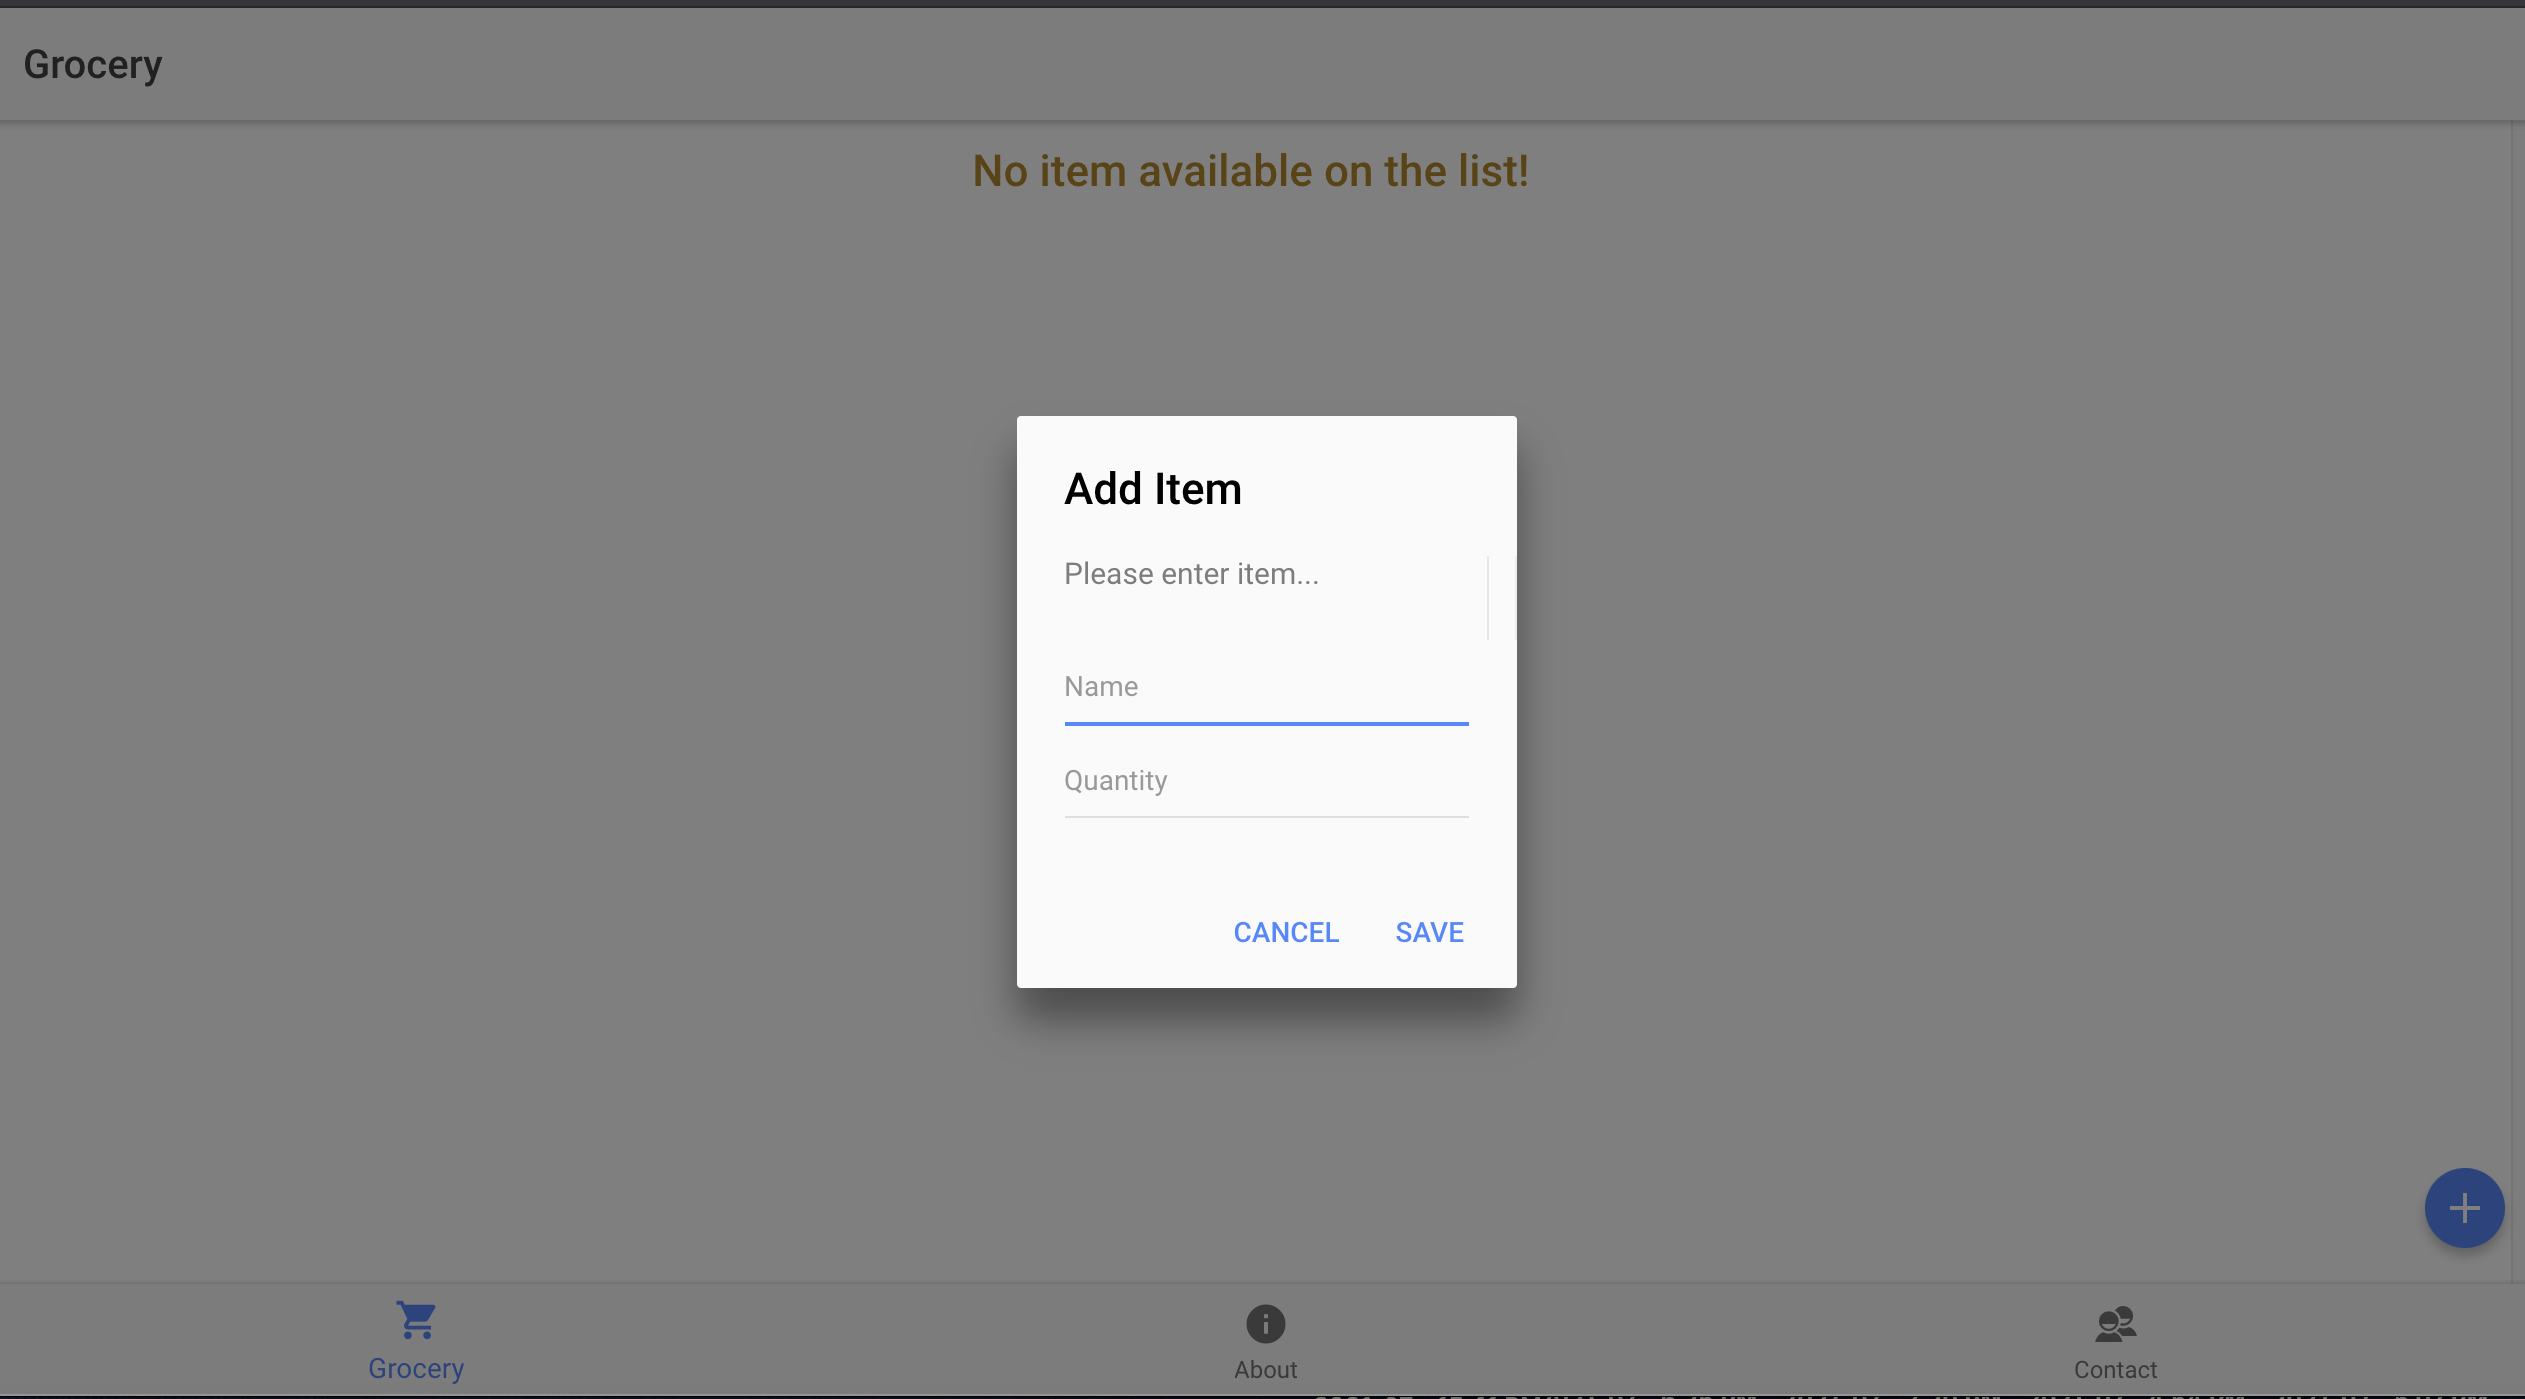 Grocery
No item available on the list!
Add Item
Please enter item...
Name
Quantity
CANCEL SAVE
Grocery About Contact